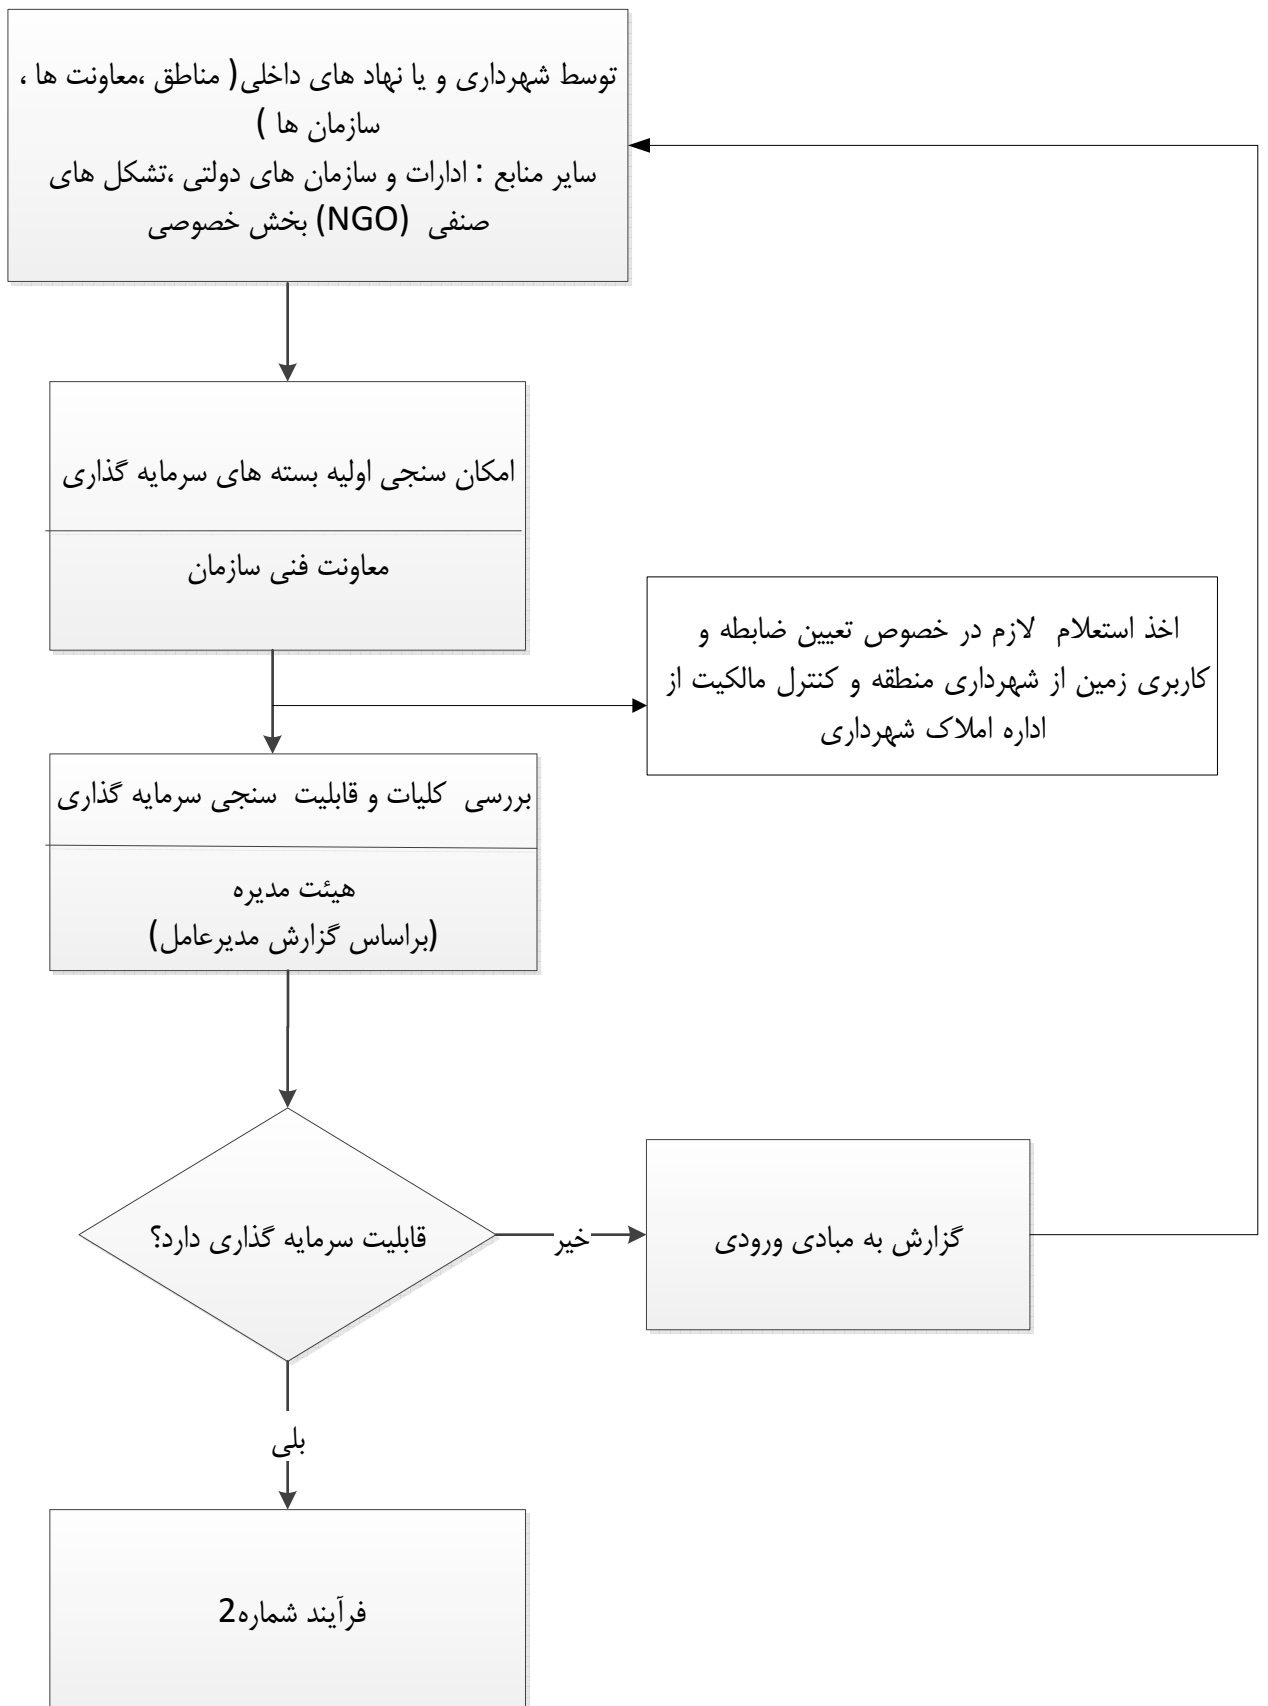 توسط شهرداری و یا نهاد های داخلی( مناطق ،معاونت ها ،
سازمان ها )
سایر منابع : ادارات و سازمان های دولتی ،تشکل های
صنفی (NGO) بخش خصوصی
امکان سنجی اولیه بسته های سرمایه گذاری
معاونت فنی سازمان
اخذ استعلام لازم در خصوص تعیین ضابطه و
کاربری زمین از شهرداری منطقه و کنترل مالکیت از
اداره املاک شهرداری
بررسی کلیات و قابلیت سنجی سرمایه گذاری
هیئت مدیره
(براساس گزارش مدیرعامل)
قابلیت سرمایه گذاری دارد؟
خیر
گزارش به مبادی ورودی
بلی
فرآیند شماره2